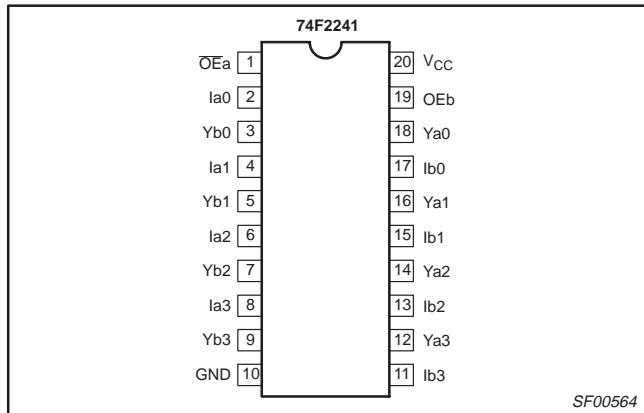 74F2241
OEa 1 20 VCC
Ia0 2 19 OEb
Yb0 3 18 Ya0
Ia1 4 17 Ib0
Yb1 5 16 Ya1
Ia2 6 15 Ib1
Yb2 7 14 Ya2
Ia3 8 13 Ib2
Yb3 9 12 Ya3
GND 10 11 Ib3
SF00564